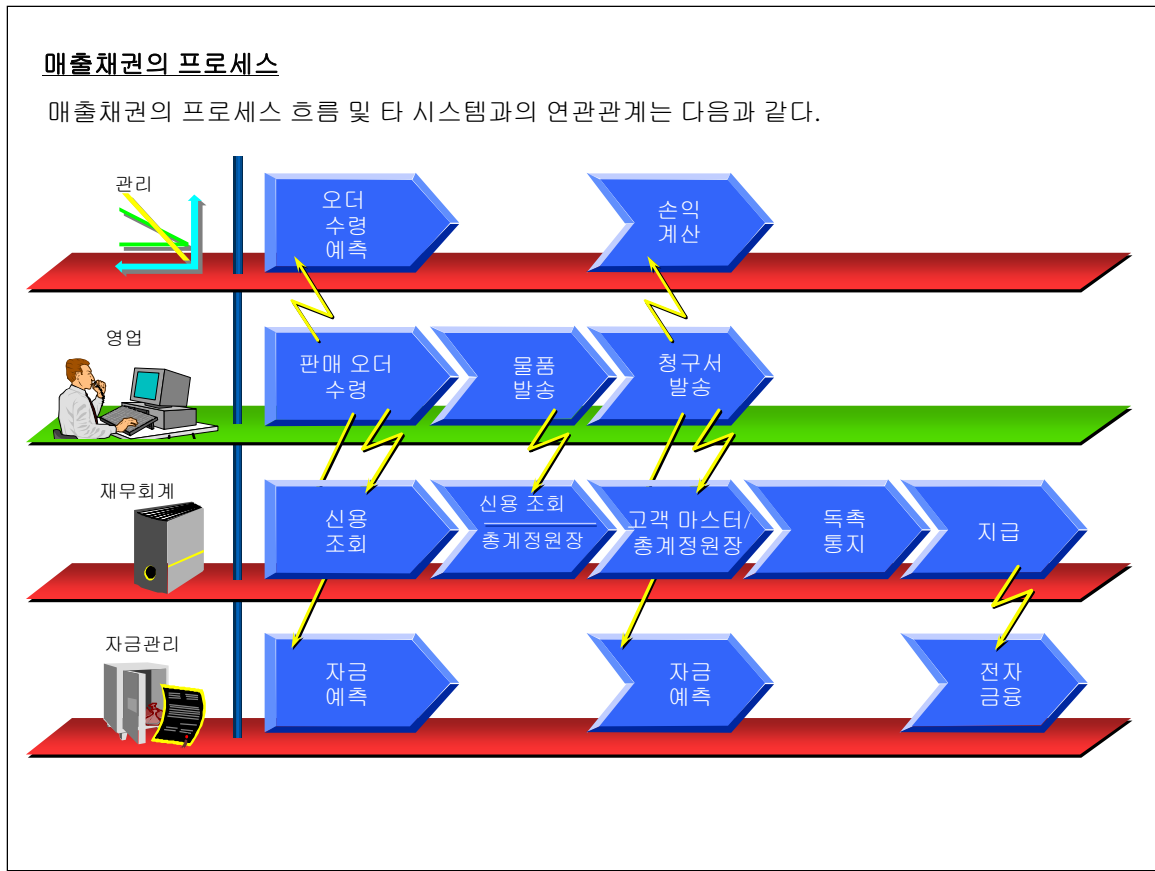 매출채권의 프로세스
매출채권의 프로세스 흐름 및 타 시스템과의 연관관계는 다음과 같다.
관리
오더
수령
예측
손익
계산
영업
판매 오더
수령
물품
발송
청구서
발송
재무회계
신용
조회
신용 조회
총계정원장
고객 마스터/
총계정원장
독촉
통지
지급
자금관리
자금
예측
자금
예측
전자
금융